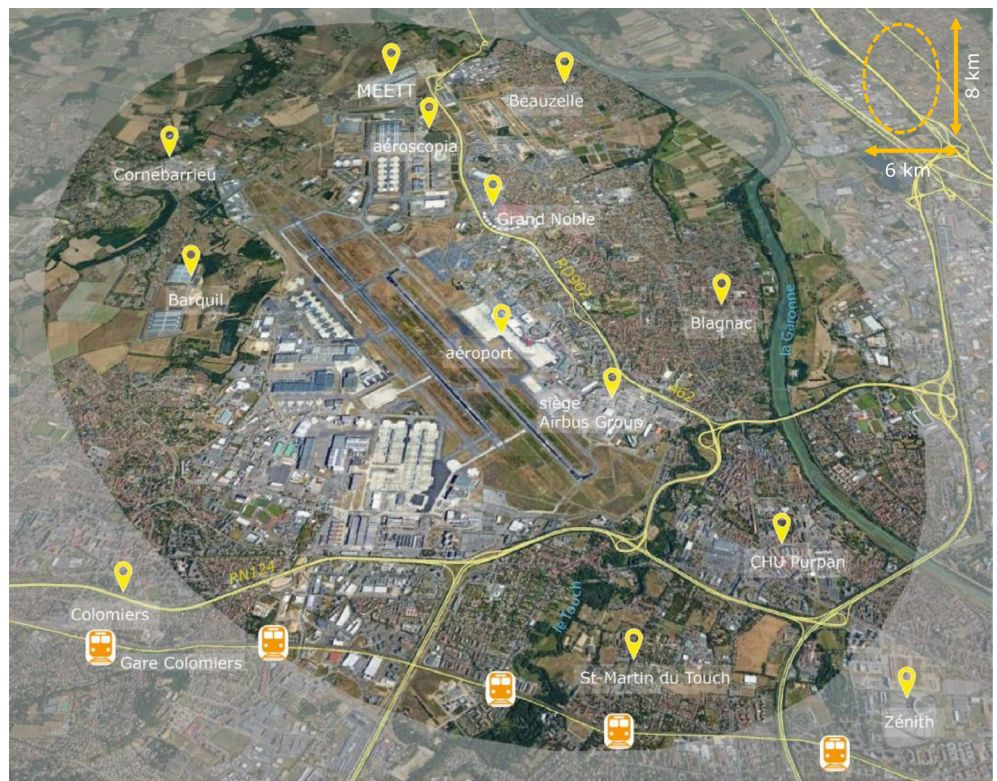 MEETT
Beauzelle
8 km
6 km
aéroscopia
Cornebarrieu
Grand Noble
RD907
Barquil
Blagnac
la Garonne
aéroport
A62
siège
Airbus Group
CHU Purpan
RN124
Colomiers
le Touch
Gare Colomiers
St-Martin du Touch
Zénith